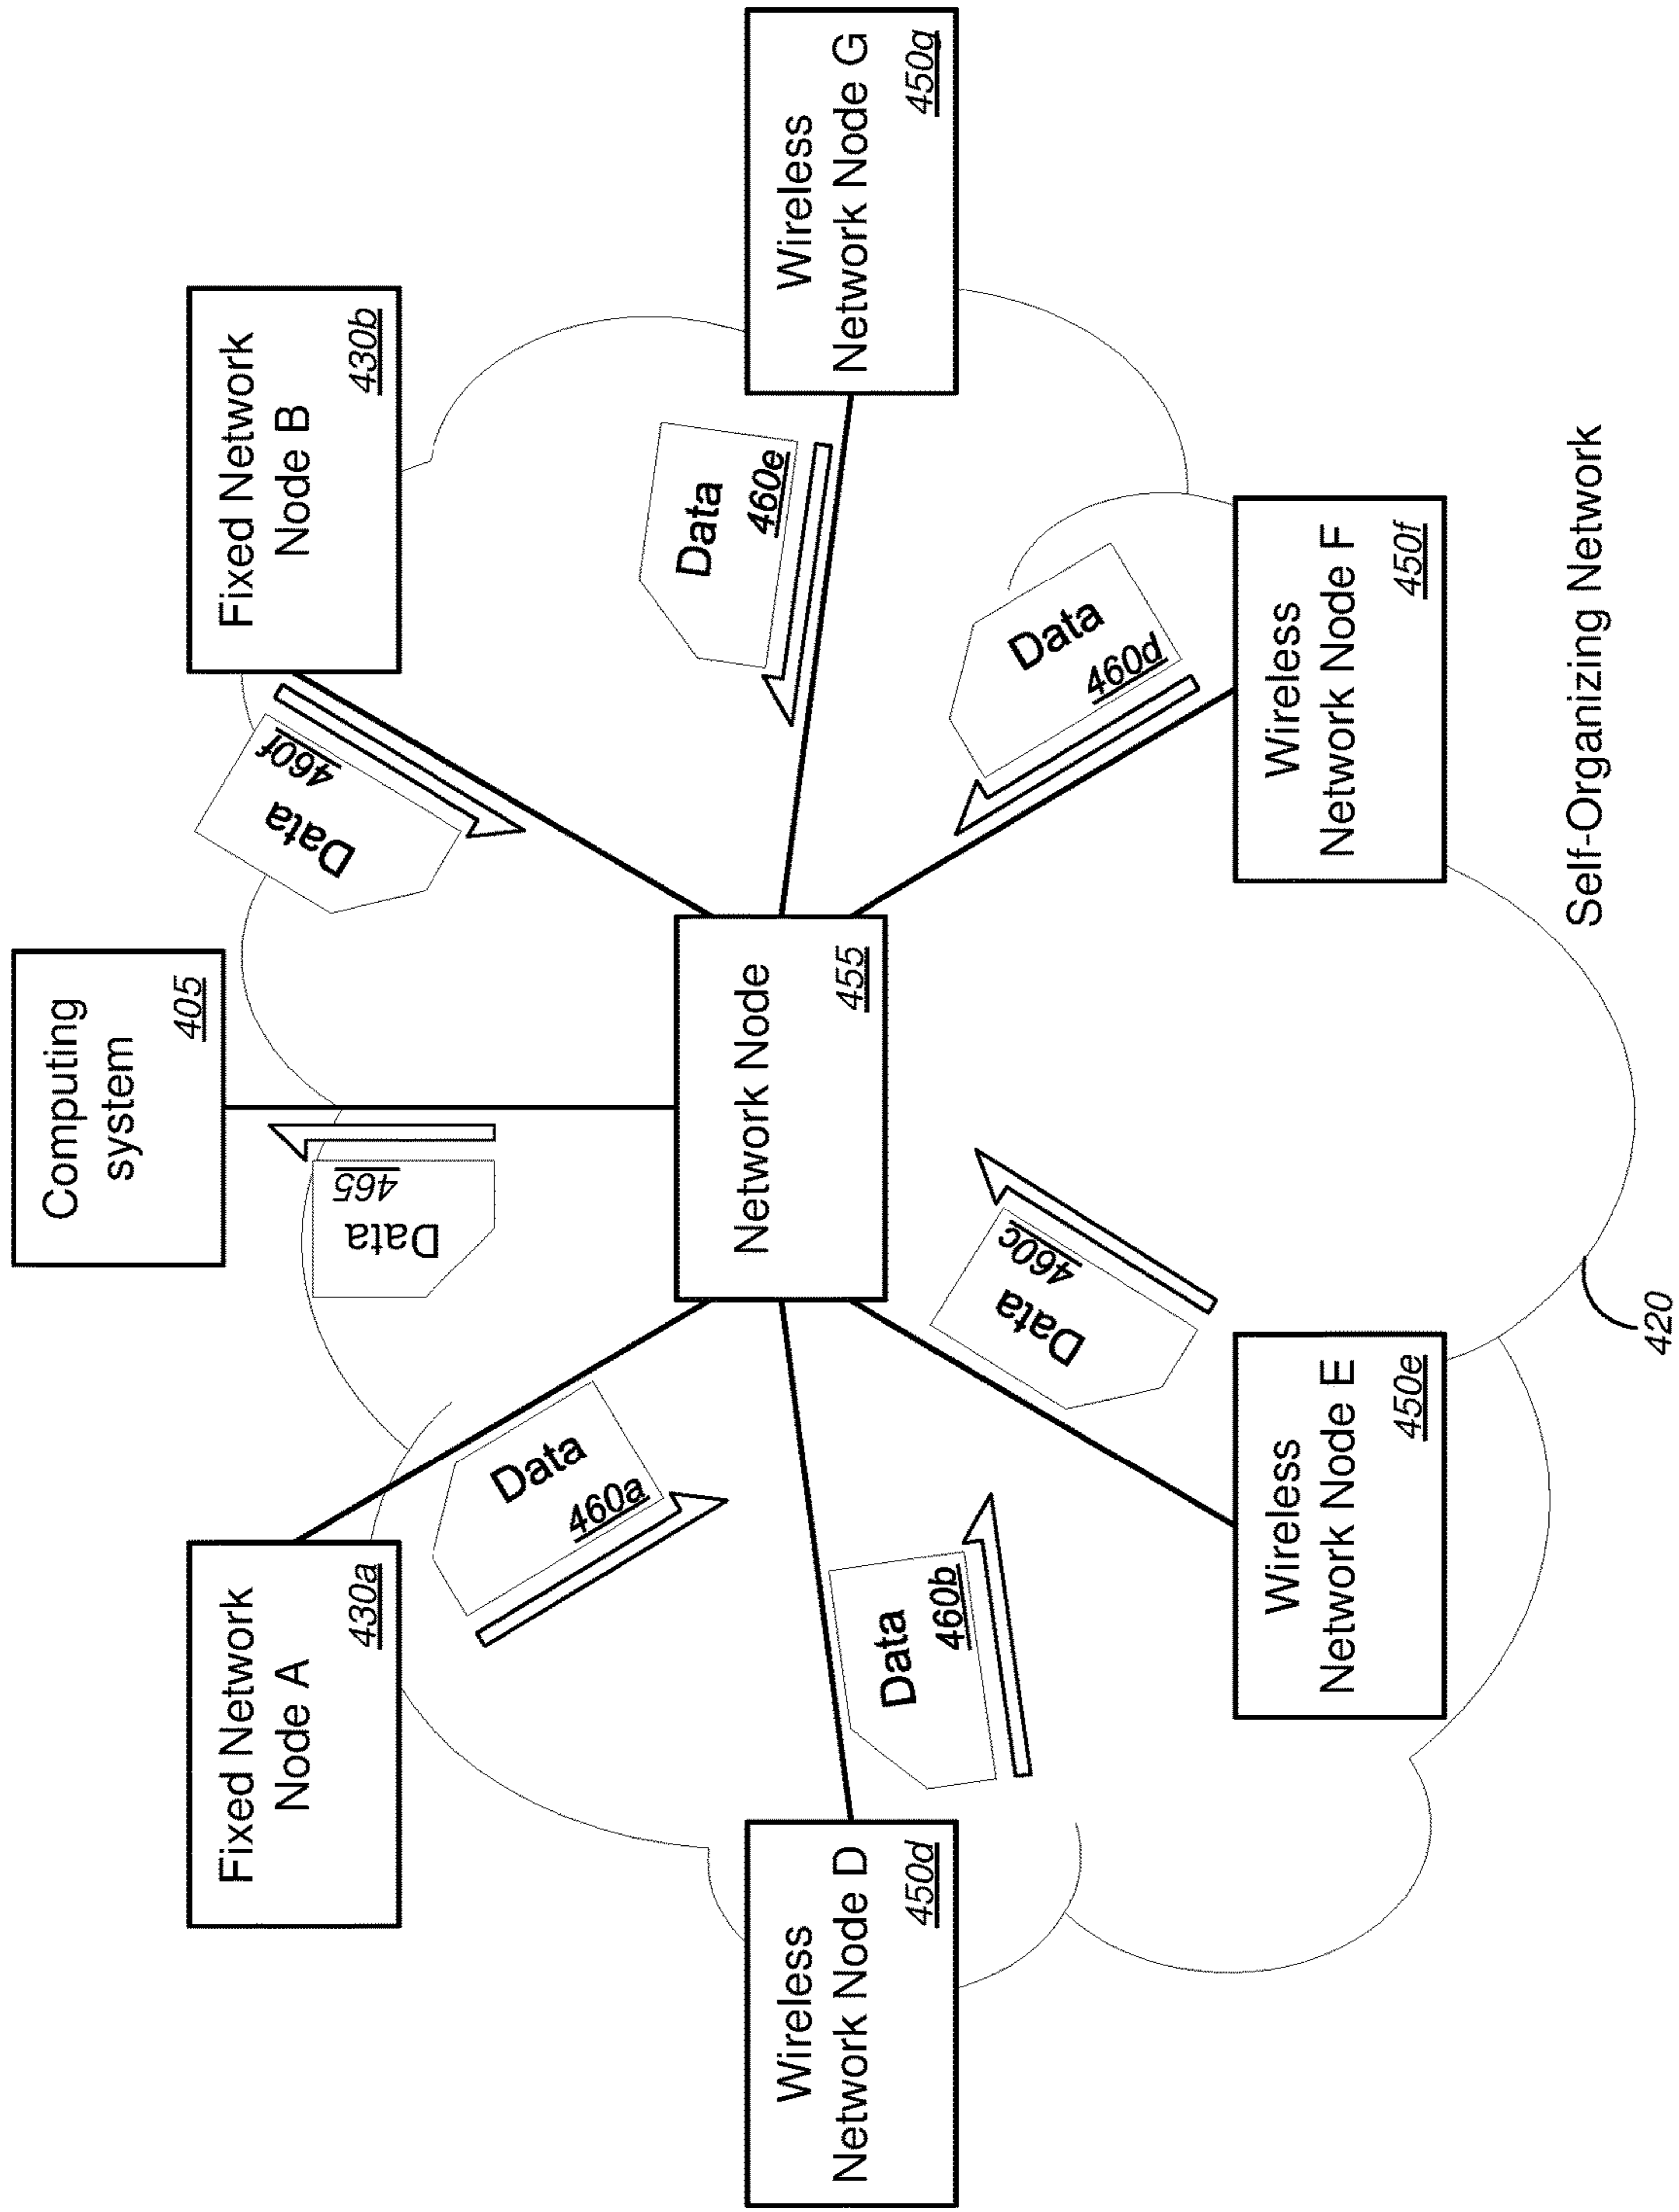 Computing
system
405
Fixed Network
Node A
430a
Fixed Network
Node B
430b
Data
465
Data
460f
Data
460a
Data
460e
Wireless
Network Node D
450d
Network Node
455
Wireless
Network Node G
450g
Data
460b
Data
460c
Data
460d
Wireless
Network Node E
450e
Wireless
Network Node F
450f
420
Self-Organizing Network